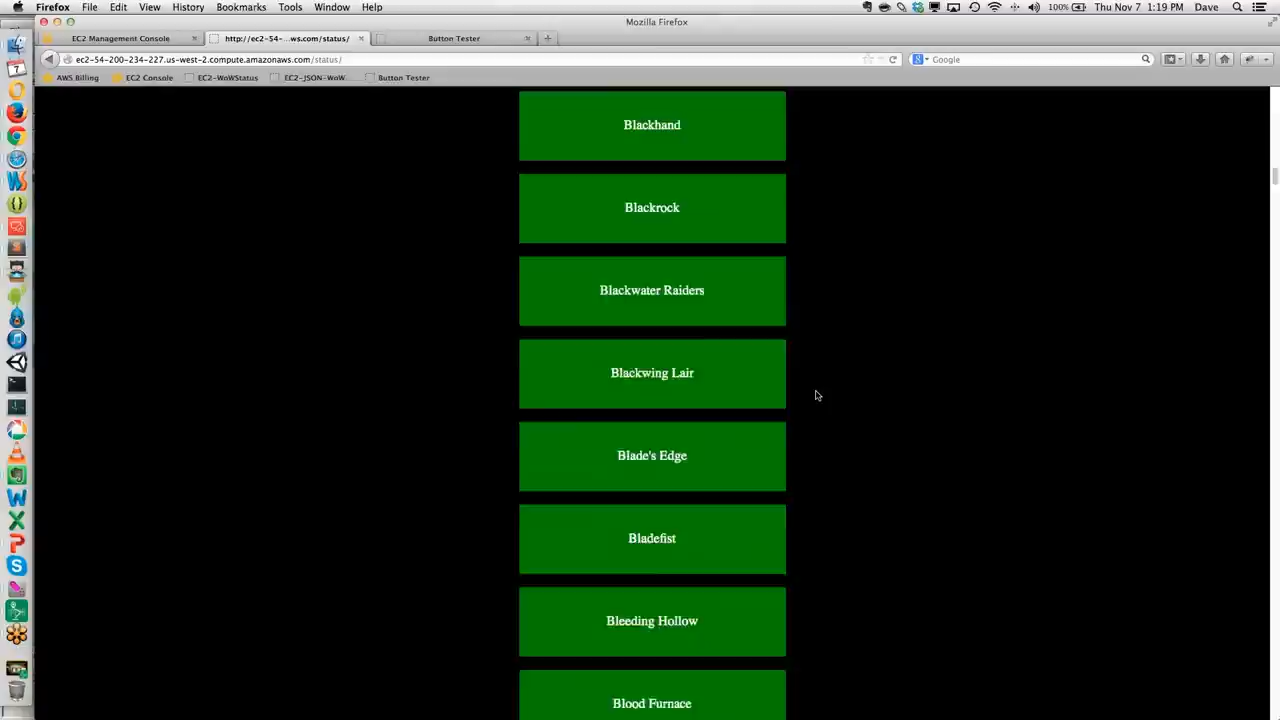 Firefox File Edit View History Bookmarks Tools Window Help 100% Thu Nov 7 1:19 PM Dave
Mozilla Firefox
EC2 Management Console http://ec2-54-...ws.com/status/ Button Tester
ec2-54-200-234-227.us-west-2.compute.amazonaws.com/status/ Google
AWS Billing EC2 Console EC2-WoWStatus EC2-JSON-WoW... Button Tester
Blackhand
Blackrock
Blackwater Raiders
Blackwing Lair
Blade's Edge
Bladefist
Bleeding Hollow
Blood Furnace